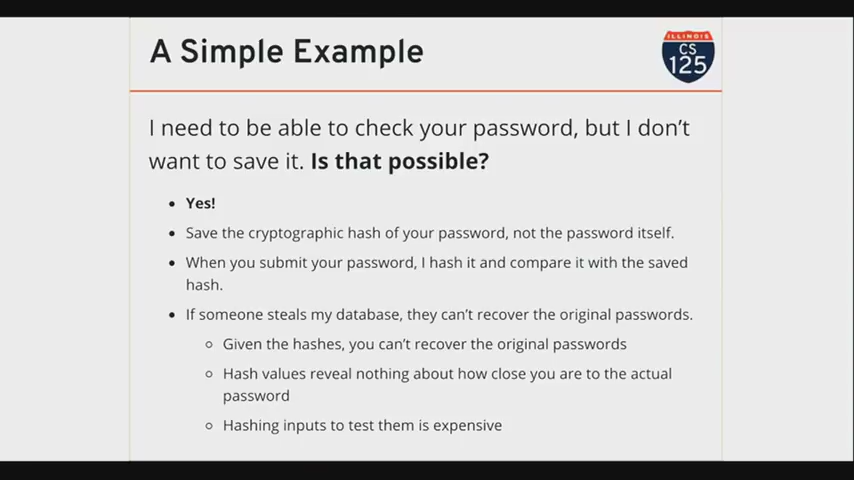 A Simple Example
ILLINOIS
CS
125
I need to be able to check your password, but I don't
want to save it. Is that possible?
• Yes!
• Save the cryptographic hash of your password, not the password itself.
• When you submit your password, I hash it and compare it with the saved
hash.
• If someone steals my database, they can't recover the original passwords.
◦ Given the hashes, you can't recover the original passwords
◦ Hash values reveal nothing about how close you are to the actual
password
◦ Hashing inputs to test them is expensive